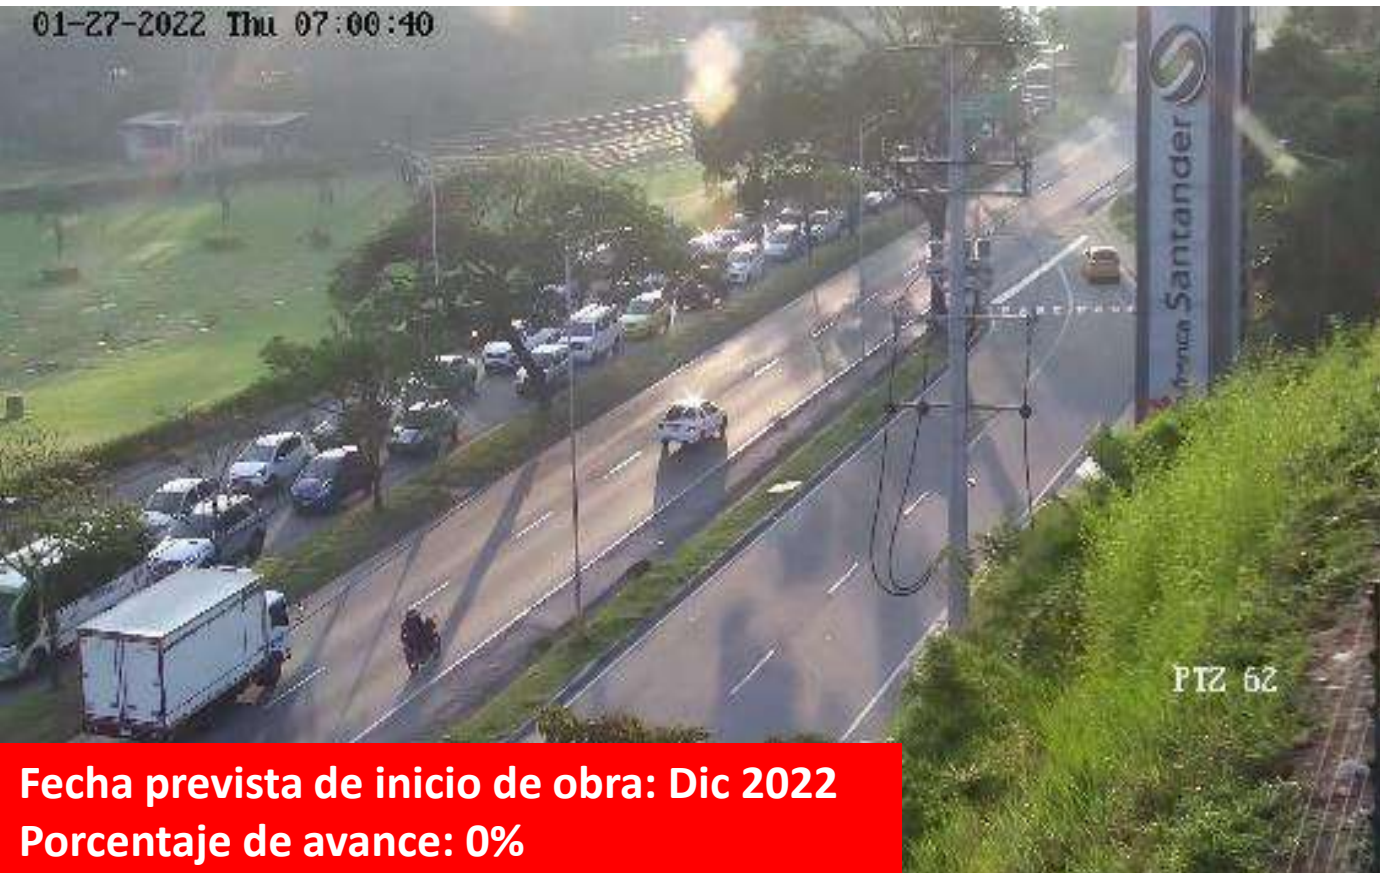 01-27-2022 Thu 07:00:40
Santander
PTZ 62
Fecha prevista de inicio de obra: Dic 2022
Porcentaje de avance: 0%